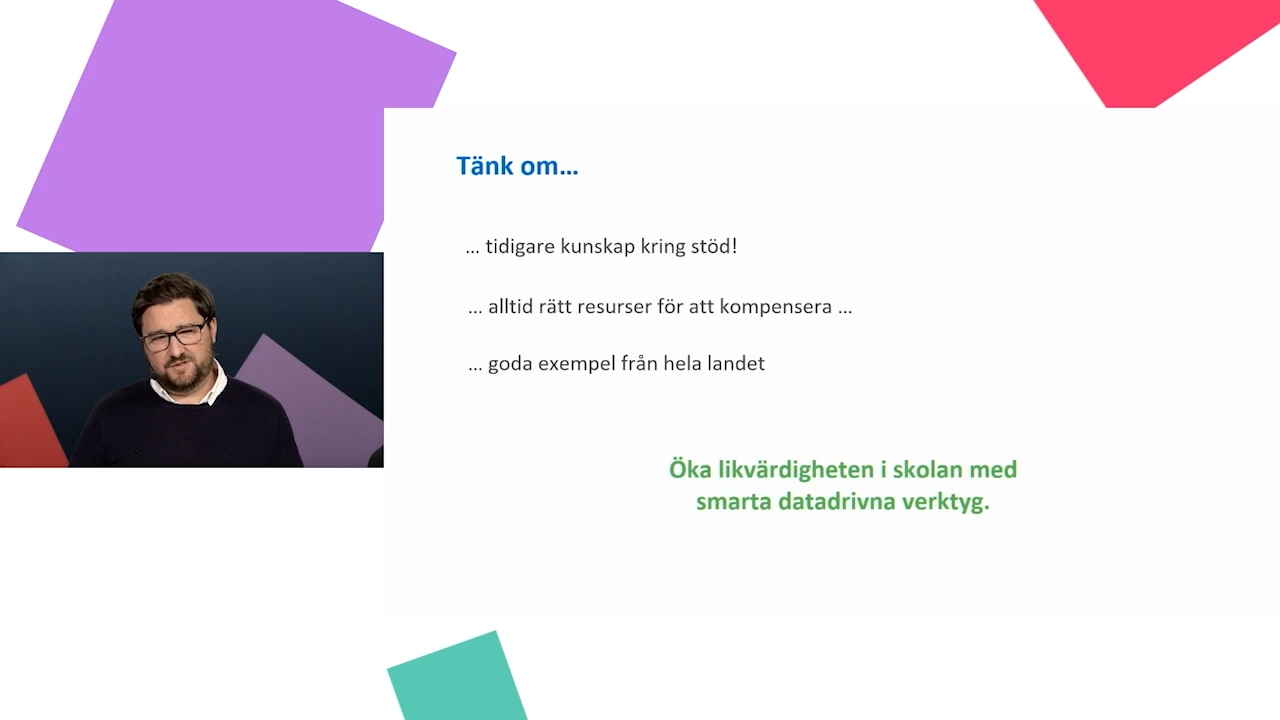 Tänk om...
... tidigare kunskap kring stöd!
... alltid rätt resurser för att kompensera ...
... goda exempel från hela landet
Öka likvärdigheten i skolan med
smarta datadrivna verktyg.